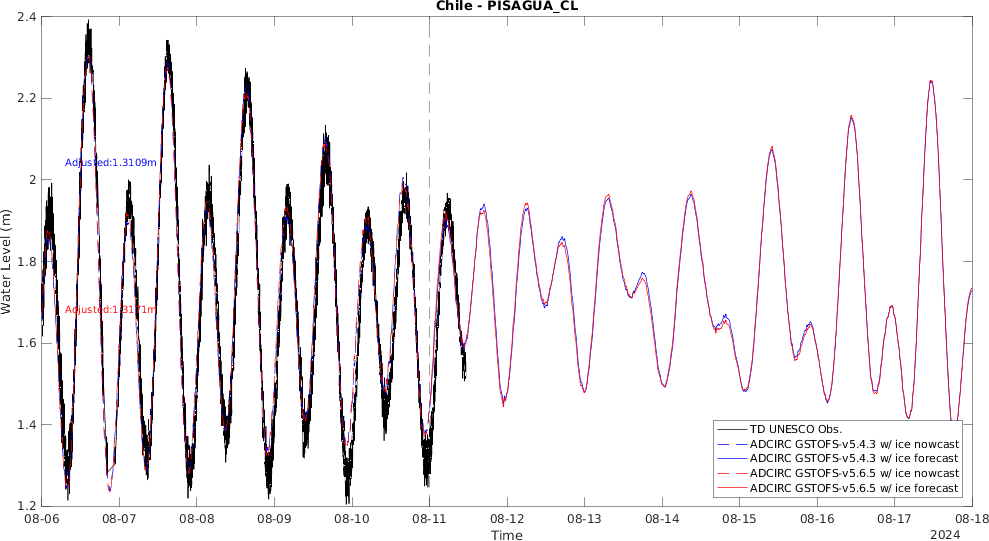 Chile - PISAGUA_CL
2.4
2.2
2
1.8
1.6
1.4
1.2
Water Level (m)
Adjusted:1.3109m
Adjusted:1.3171m
TD UNESCO Obs.
ADCIRC GSTOFS-v5.4.3 w/ ice nowcast
ADCIRC GSTOFS-v5.4.3 w/ ice forecast
ADCIRC GSTOFS-v5.6.5 w/ ice nowcast
ADCIRC GSTOFS-v5.6.5 w/ ice forecast
08-06 08-07 08-08 08-09 08-10 08-11 08-12 08-13 08-14 08-15 08-16 08-17 08-18
Time
2024